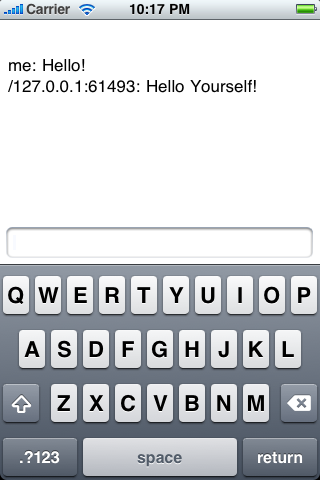 Carrier 10:17 PM
me: Hello!
/127.0.0.1:61493: Hello Yourself!
Q W E R T Y U I O P
A S D F G H J K L
Z X C V B N M
.?123 space return